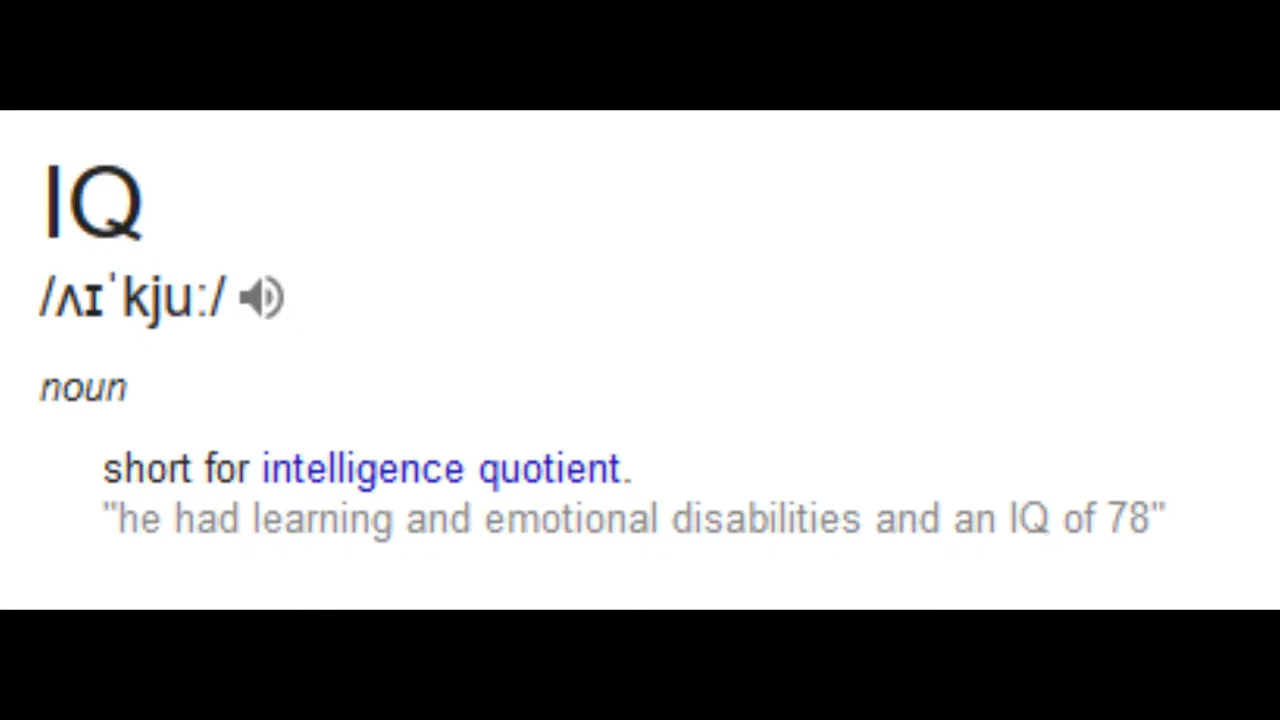 IQ
/ʌɪˈkjuː/
noun
short for intelligence quotient.
"he had learning and emotional disabilities and an IQ of 78"